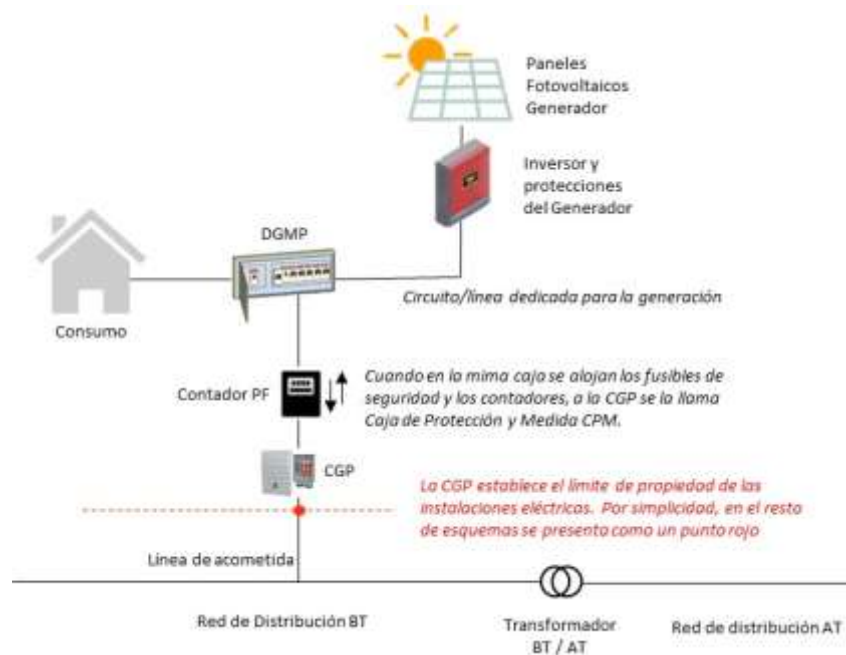 Paneles
Fotovoltaicos
Generador
Inversor y
protecciones
del Generador
DGMP
Circuito/línea dedicada para la generación
Consumo
Contador PF
Cuando en la mima caja se alojan los fusibles de
seguridad y los contadores, a la CGP se la llama
Caja de Protección y Medida CPM.
CGP
La CGP establece el límite de propiedad de las
instalaciones eléctricas. Por simplicidad, en el resto
de esquemas se presenta como un punto rojo
Línea de acometida
Red de Distribución BT
Transformador
BT / AT
Red de distribución AT